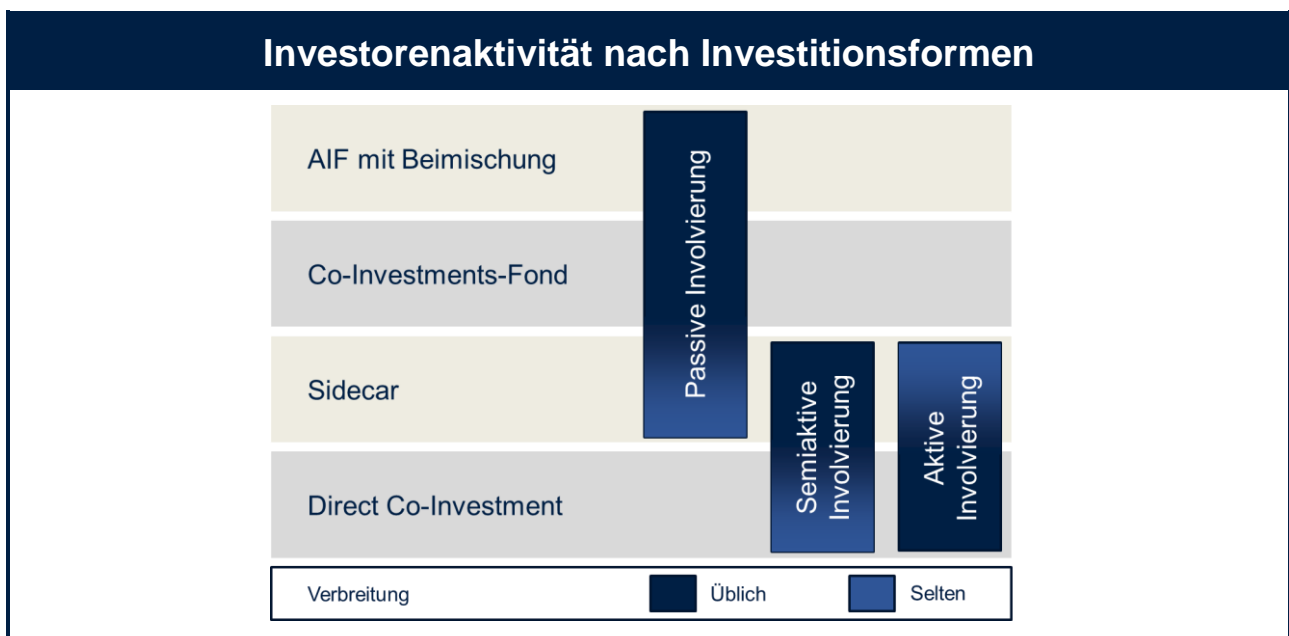 Investorenaktivität nach Investitionsformen
AIF mit Beimischung
Co-Investments-Fond
Sidecar
Direct Co-Investment
Passive Involvierung
Semiaktive
Involvierung
Aktive
Involvierung
Verbreitung
Üblich
Selten